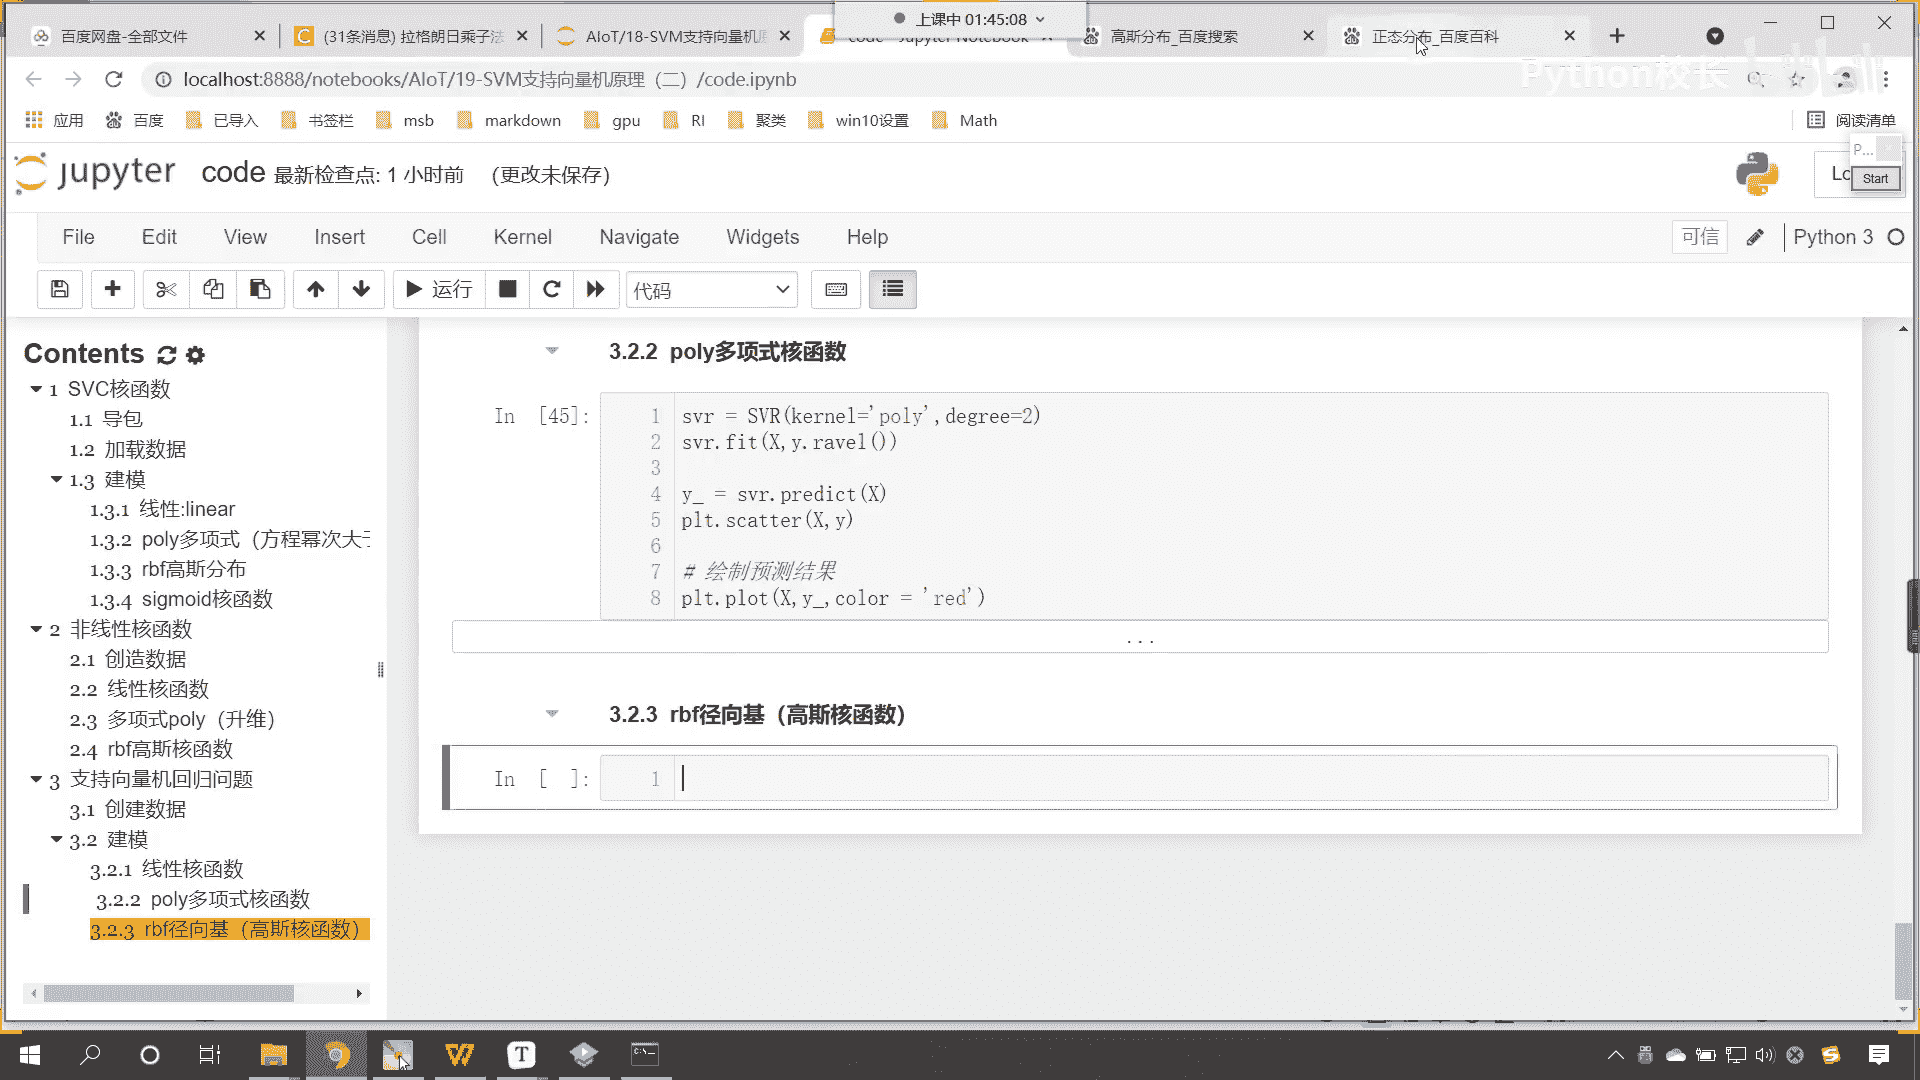 上课中 01:45:08
百度网盘-全部文件
(31条消息) 拉格朗日乘子法
AIoT/18-SVM支持向量机原
code - Jupyter Notebook
高斯分布_百度搜索
正态分布_百度百科
localhost:8888/notebooks/AIoT/19-SVM支持向量机原理（二）/code.ipynb
Python校长
应用
百度
已导入
书签栏
msb
markdown
gpu
RI
聚类
win10设置
Math
阅读清单
P...
Start
jupyter
code 最新检查点: 1 小时前 (更改未保存)
Lo
File
Edit
View
Insert
Cell
Kernel
Navigate
Widgets
Help
可信
Python 3
运行
代码
Contents
1 SVC核函数
1.1 导包
1.2 加载数据
1.3 建模
1.3.1 线性:linear
1.3.2 poly多项式（方程幂次大于
1.3.3 rbf高斯分布
1.3.4 sigmoid核函数
2 非线性核函数
2.1 创造数据
2.2 线性核函数
2.3 多项式poly（升维）
2.4 rbf高斯核函数
3 支持向量机回归问题
3.1 创建数据
3.2 建模
3.2.1 线性核函数
3.2.2 poly多项式核函数
3.2.3 rbf径向基（高斯核函数）
3.2.2 poly多项式核函数
In [45]:
1 svr = SVR(kernel='poly',degree=2)
2 svr.fit(X,y.ravel())
3
4 y_ = svr.predict(X)
5 plt.scatter(X,y)
6
7 # 绘制预测结果
8 plt.plot(X,y_,color = 'red')
...
3.2.3 rbf径向基（高斯核函数）
In [ ]:
1